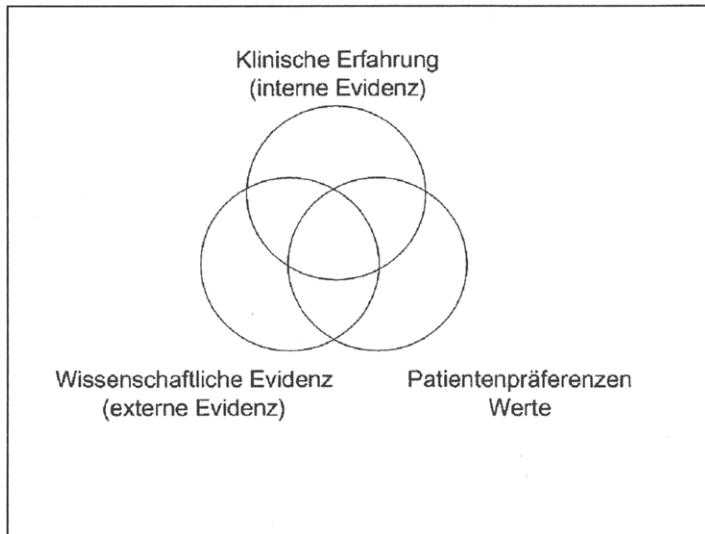 Klinische Erfahrung
(interne Evidenz)
Wissenschaftliche Evidenz
(externe Evidenz)
Patientenpräferenzen
Werte